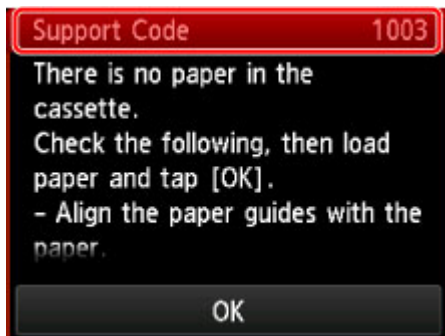 Support Code 1003
There is no paper in the
cassette.
Check the following, then load
paper and tap [OK].
- Align the paper guides with the
paper.
OK